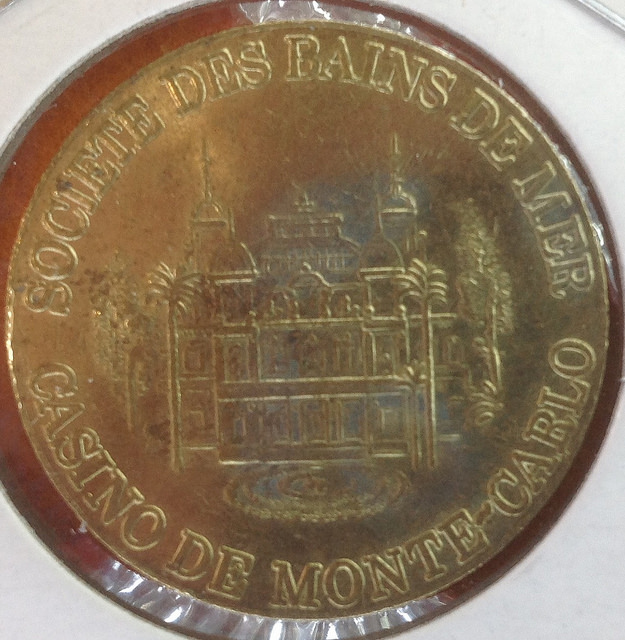 SOCIETE DES BAINS DE MER
CASINO DE MONTE-CARLO